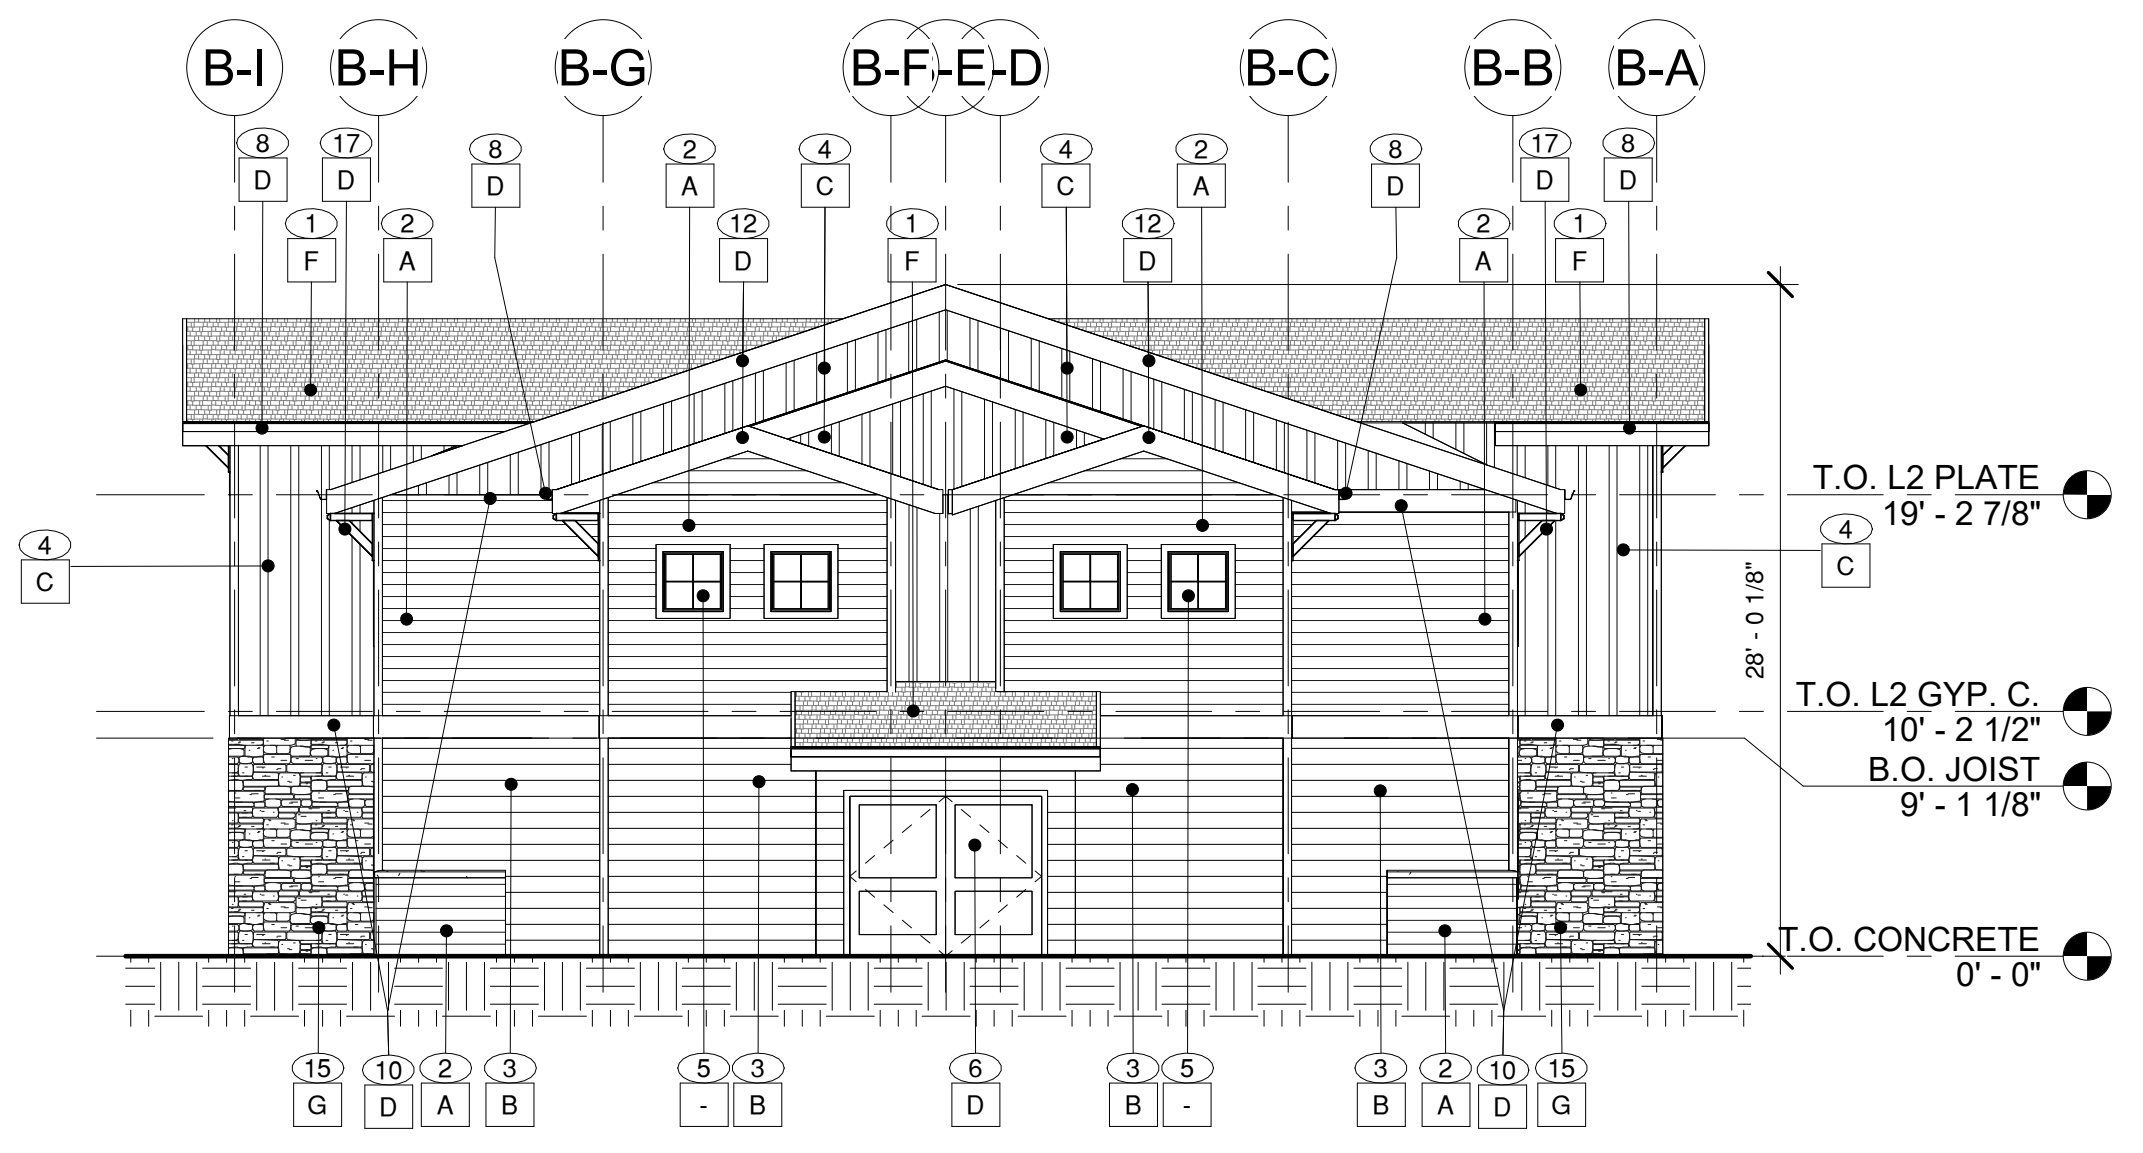 B-I B-H B-G B-F -E -D B-C B-B B-A
8 17 8 2 4 4 2 8 17 8
D D D A C C A D D D
1 2 12 1 12 2 1
F A D F D A F
T.O. L2 PLATE
19' - 2 7/8"
4 4
C C
28' - 0 1/8"
T.O. L2 GYP. C.
10' - 2 1/2"
B.O. JOIST
9' - 1 1/8"
T.O. CONCRETE
0' - 0"
15 10 2 3 5 3 6 3 5 3 2 10 15
G D A B - B D B - B A D G